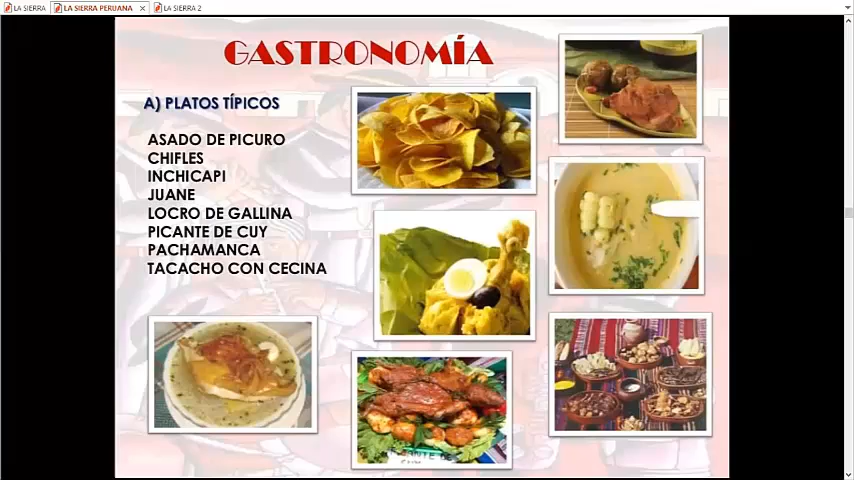 LA SIERRA
LA SIERRA PERUANA
LA SIERRA 2
GASTRONOMÍA
A) PLATOS TÍPICOS
ASADO DE PICURO
CHIFLES
INCHICAPI
JUANE
LOCRO DE GALLINA
PICANTE DE CUY
PACHAMANCA
TACACHO CON CECINA